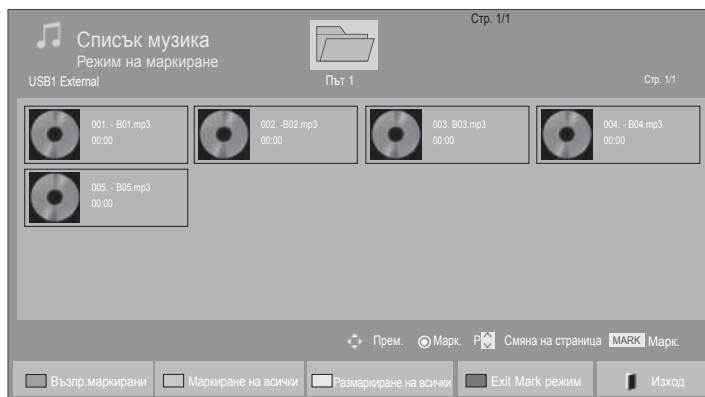 Стр. 1/1
Списък музика
Режим на маркиране
USB1 External
Път 1
Стр. 1/1
001. - B01.mp3
00:00
002. -B02.mp3
00:00
003. B03.mp3
00:00
004. - B04.mp3
00:00
005. - B05.mp3
00:00
Прем. Марк. P Смяна на страница MARK Марк.
Възпр.маркирани Маркиране на всички Размаркиране на всички Exit Mark режим Изход